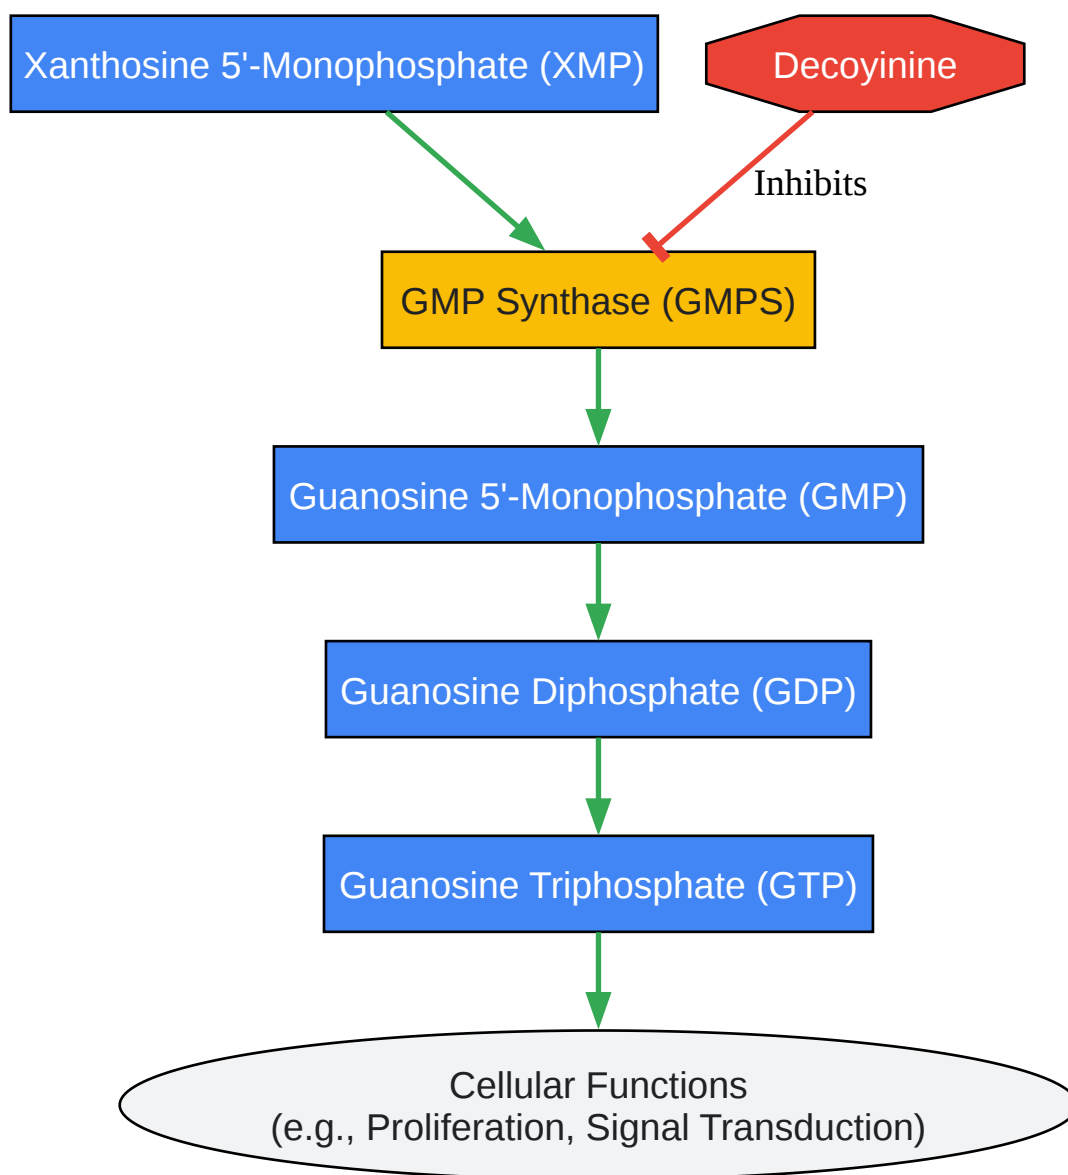 Xanthosine 5'-Monophosphate (XMP)
Decoyinine
Inhibits
GMP Synthase (GMPS)
Guanosine 5'-Monophosphate (GMP)
Guanosine Diphosphate (GDP)
Guanosine Triphosphate (GTP)
Cellular Functions
(e.g., Proliferation, Signal Transduction)